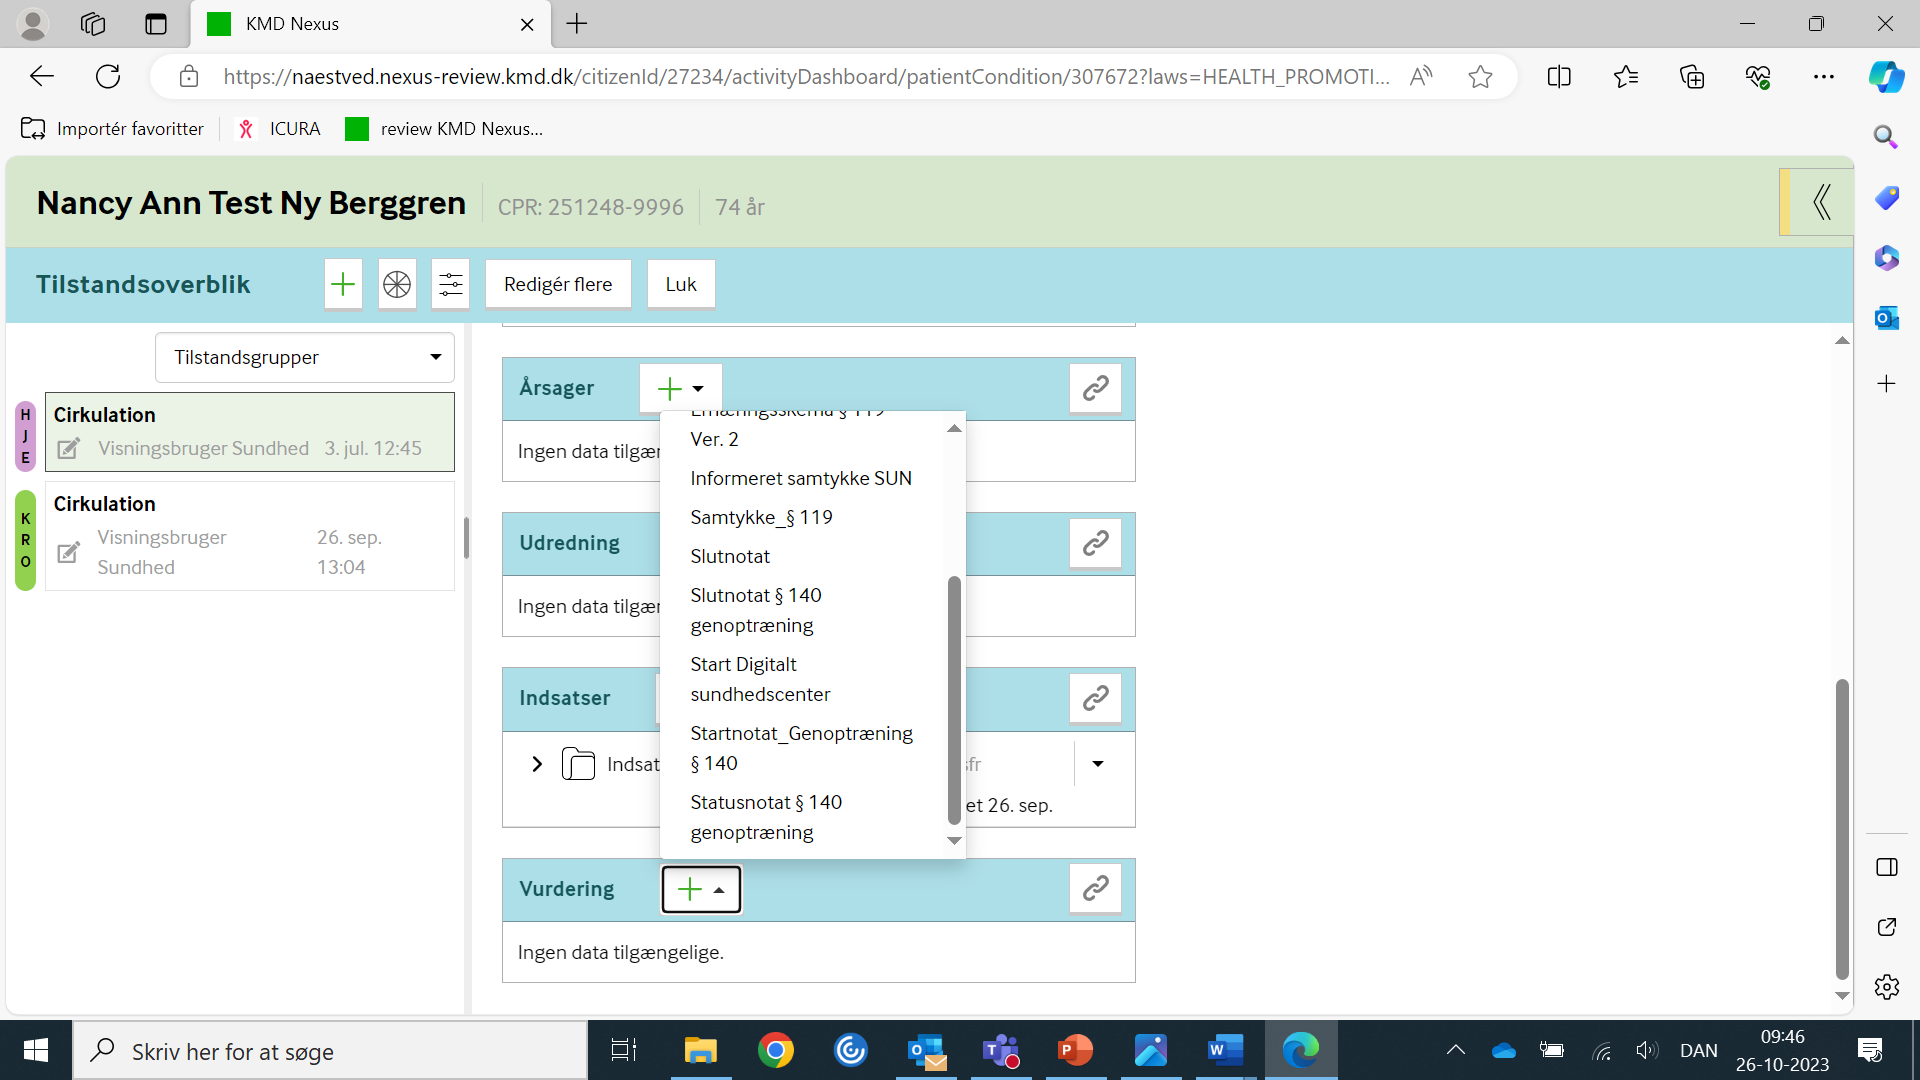 KMD Nexus
https://naestved.nexus-review.kmd.dk/citizenId/27234/activityDashboard/patientCondition/307672?laws=HEALTH_PROMOTI...
Importér favoritter
ICURA
review KMD Nexus...
Nancy Ann Test Ny Berggren
CPR: 251248-9996
74 år
Tilstandsoverblik
Redigér flere
Luk
Tilstandsgrupper
H
J
E
Cirkulation
Visningsbruger Sundhed 3. jul. 12:45
K
R
O
Cirkulation
Visningsbruger 26. sep.
Sundhed 13:04
Årsager
Ingen data tilgæn
Udredning
Ingen data tilgæn
Indsatser
Indsat
sfr
et 26. sep.
Ernæringsskema § 119
Ver. 2
Informeret samtykke SUN
Samtykke_§ 119
Slutnotat
Slutnotat § 140
genoptræning
Start Digitalt
sundhedscenter
Startnotat_Genoptræning
§ 140
Statusnotat § 140
genoptræning
Vurdering
Ingen data tilgængelige.
Skriv her for at søge
DAN
09:46
26-10-2023